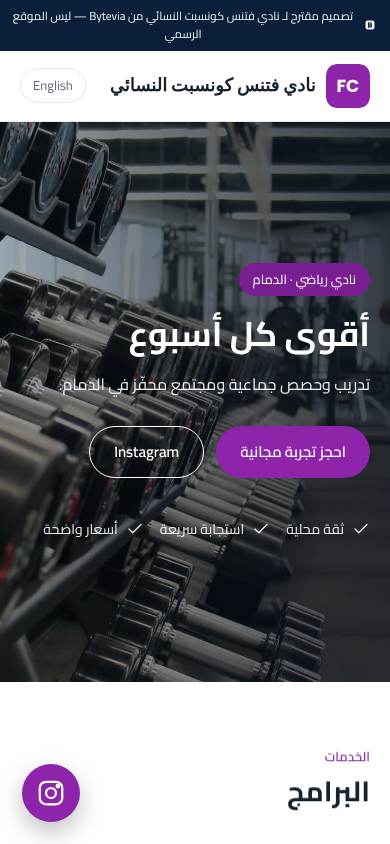 تصميم مقترح لـ نادي فتنس كونسبت النسائي من Bytevia — ليس الموقع
الرسمي
FC
نادي فتنس كونسبت النسائي
English
نادي رياضي · الدمام
أقوى كل أسبوع
تدريب وحصص جماعية ومجتمع محفّز في الدمام.
احجز تجربة مجانية
Instagram
ثقة محلية
استجابة سريعة
أسعار واضحة
الخدمات
البرامج